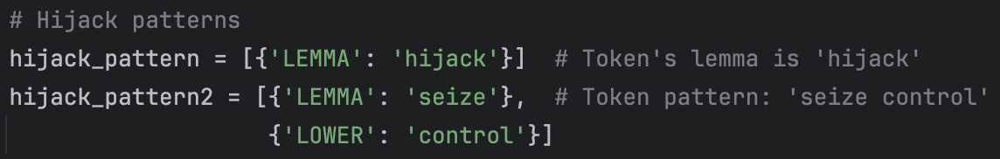 # Hijack patterns
hijack_pattern = [{'LEMMA': 'hijack'}]  # Token's lemma is 'hijack'
hijack_pattern2 = [{'LEMMA': 'seize'},  # Token pattern: 'seize control'
                   {'LOWER': 'control'}]